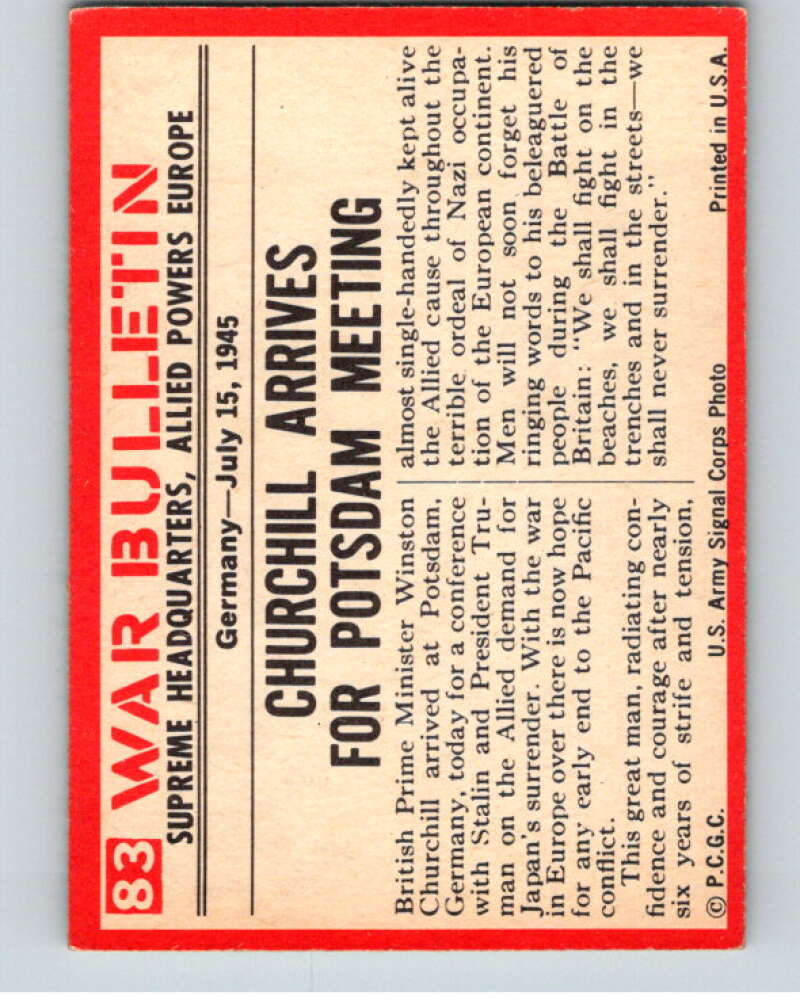 83 WAR BULLETIN
SUPREME HEADQUARTERS, ALLIED POWERS EUROPE
Germany—July 15, 1945
CHURCHILL ARRIVES
FOR POTSDAM MEETING
British Prime Minister Winston
Churchill arrived at Potsdam,
Germany, today for a conference
with Stalin and President Tru-
man on the Allied demand for
Japan's surrender. With the war
in Europe over there is now hope
for any early end to the Pacific
conflict.
This great man, radiating con-
fidence and courage after nearly
six years of strife and tension,
almost single-handedly kept alive
the Allied cause throughout the
terrible ordeal of Nazi occupa-
tion of the European continent.
Men will not soon forget his
ringing words to his beleaguered
people during the Battle of
Britain: "We shall fight on the
beaches, we shall fight in the
trenches and in the streets—we
shall never surrender."
© P.C.G.C. U.S. Army Signal Corps Photo Printed in U.S.A.